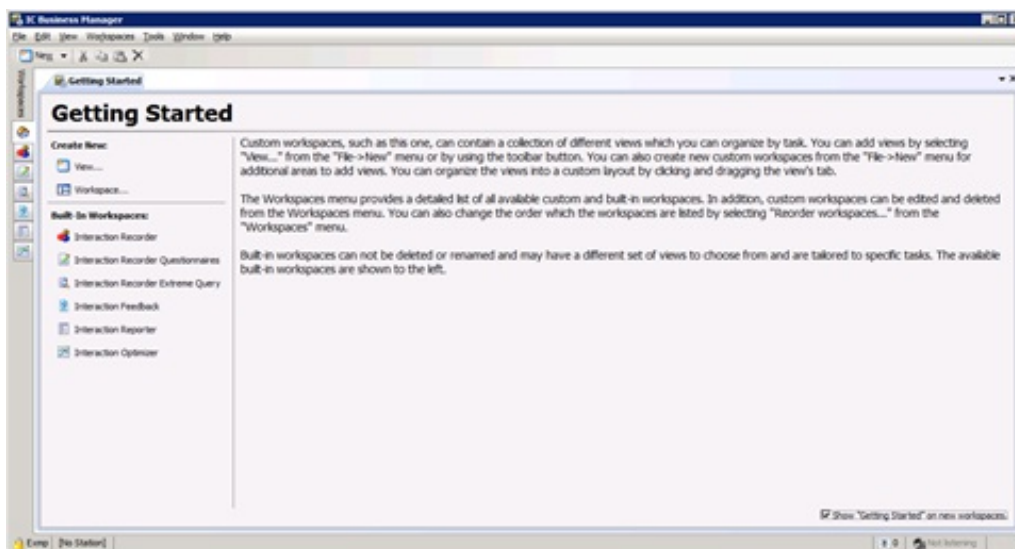 IC Business Manager
File Edit View Workspaces Tools Window Help
New
Workspaces
Getting Started
Getting Started
Create New:
View...
Workspace...
Built-In Workspaces:
Interaction Recorder
Interaction Recorder Questionnaires
Interaction Recorder Extreme Query
Interaction Feedback
Interaction Reporter
Interaction Optimizer
Custom workspaces, such as this one, can contain a collection of different views which you can organize by task. You can add views by selecting
"View..." from the "File->New" menu or by using the toolbar button. You can also create new custom workspaces from the "File->New" menu for
additional areas to add views. You can organize the views into a custom layout by clicking and dragging the view's tab.
The Workspaces menu provides a detailed list of all available custom and built-in workspaces. In addition, custom workspaces can be edited and deleted
from the Workspaces menu. You can also change the order which the workspaces are listed by selecting "Reorder workspaces..." from the
"Workspaces" menu.
Built-in workspaces can not be deleted or renamed and may have a different set of views to choose from and are tailored to specific tasks. The available
built-in workspaces are shown to the left.
Show "Getting Started" on new workspaces.
[No Station]
0
Not listening